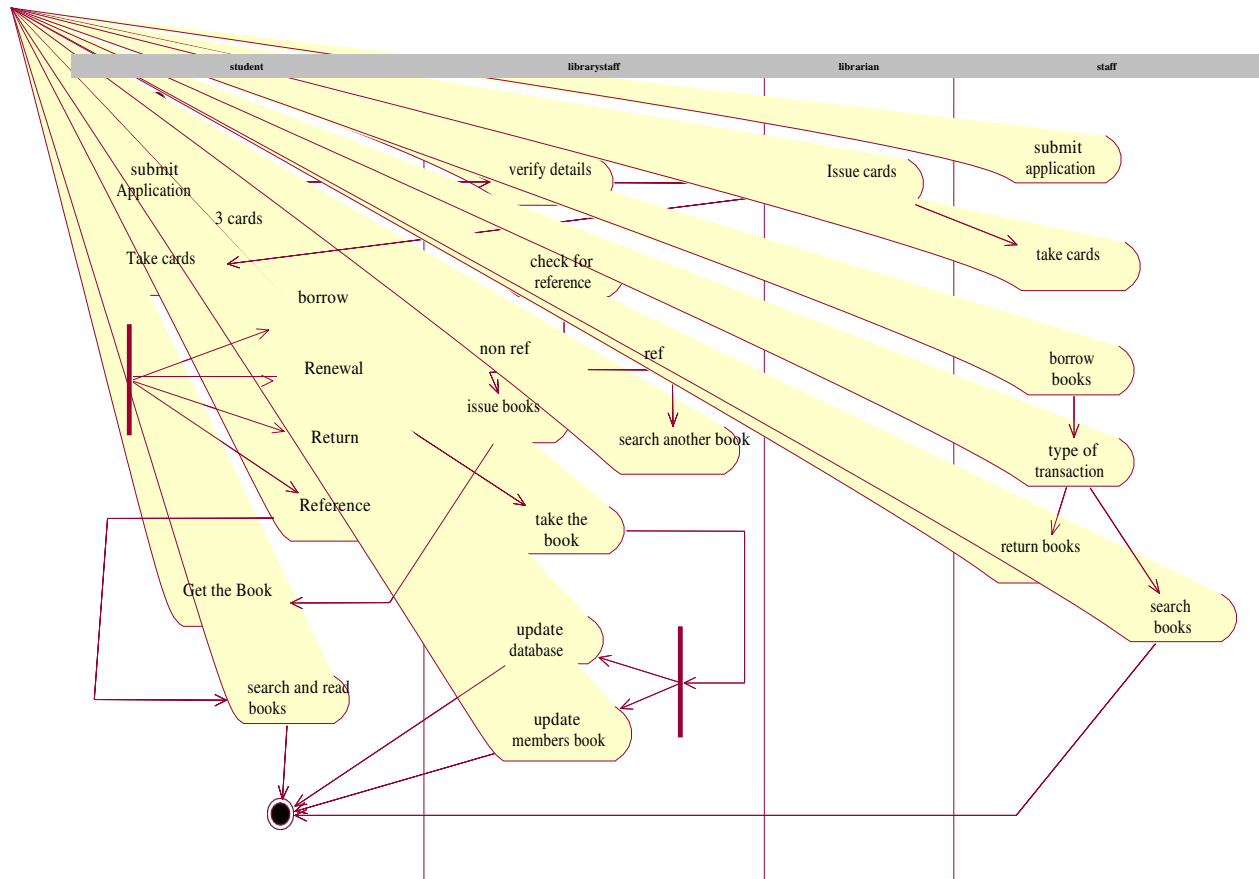 student
librarystaff
librarian
staff
submit
Application
verify details
Issue cards
submit
application
3 cards
Take cards
check for
reference
take cards
borrow
non ref
ref
borrow
books
Renewal
issue books
Return
search another book
type of
transaction
Reference
take the
book
return books
Get the Book
update
database
search
books
search and read
books
update
members book